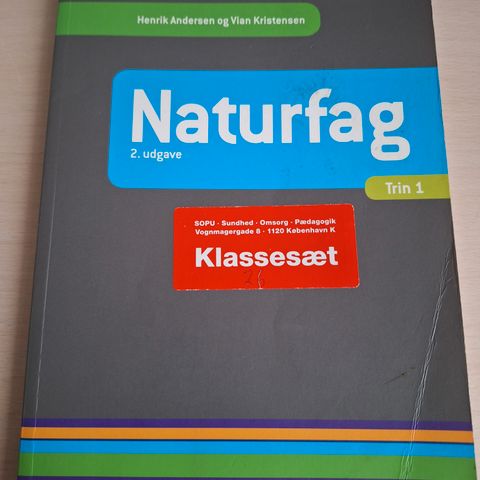 Henrik Andersen og Vian Kristensen
Naturfag
2. udgave
Trin 1
SOPU · Sundhed · Omsorg · Pædagogik
Vognmagergade 8 · 1120 København K
Klassesæt
26